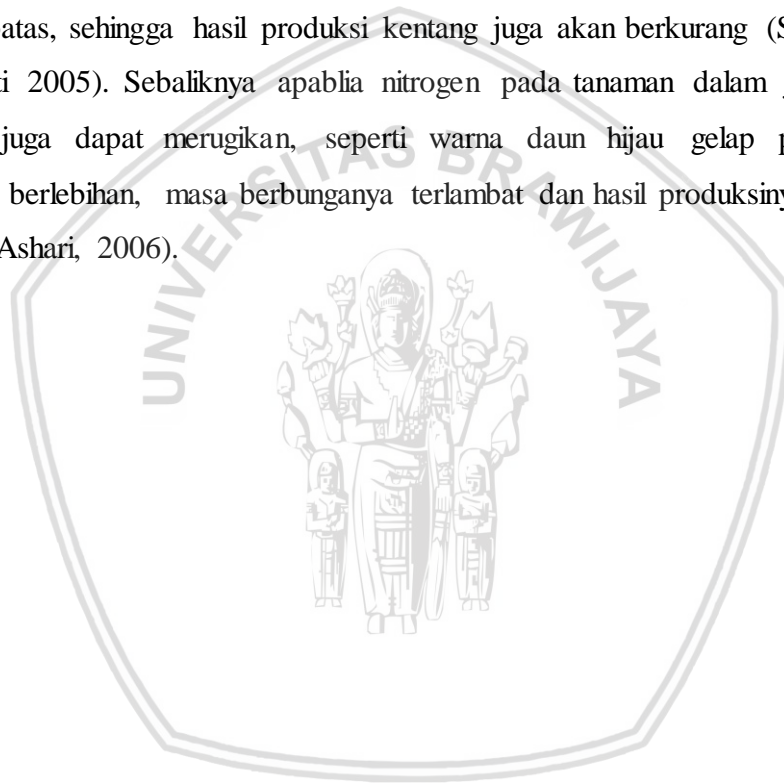 atas, sehingga hasil produksi kentang juga akan berkurang (S
ti 2005). Sebaliknya apablia nitrogen pada tanaman dalam
juga dapat merugikan, seperti warna daun hijau gelap p
berlebihan, masa berbunganya terlambat dan hasil produksiny
Ashari, 2006).
UNIVERSITAS BRAWIJAYA